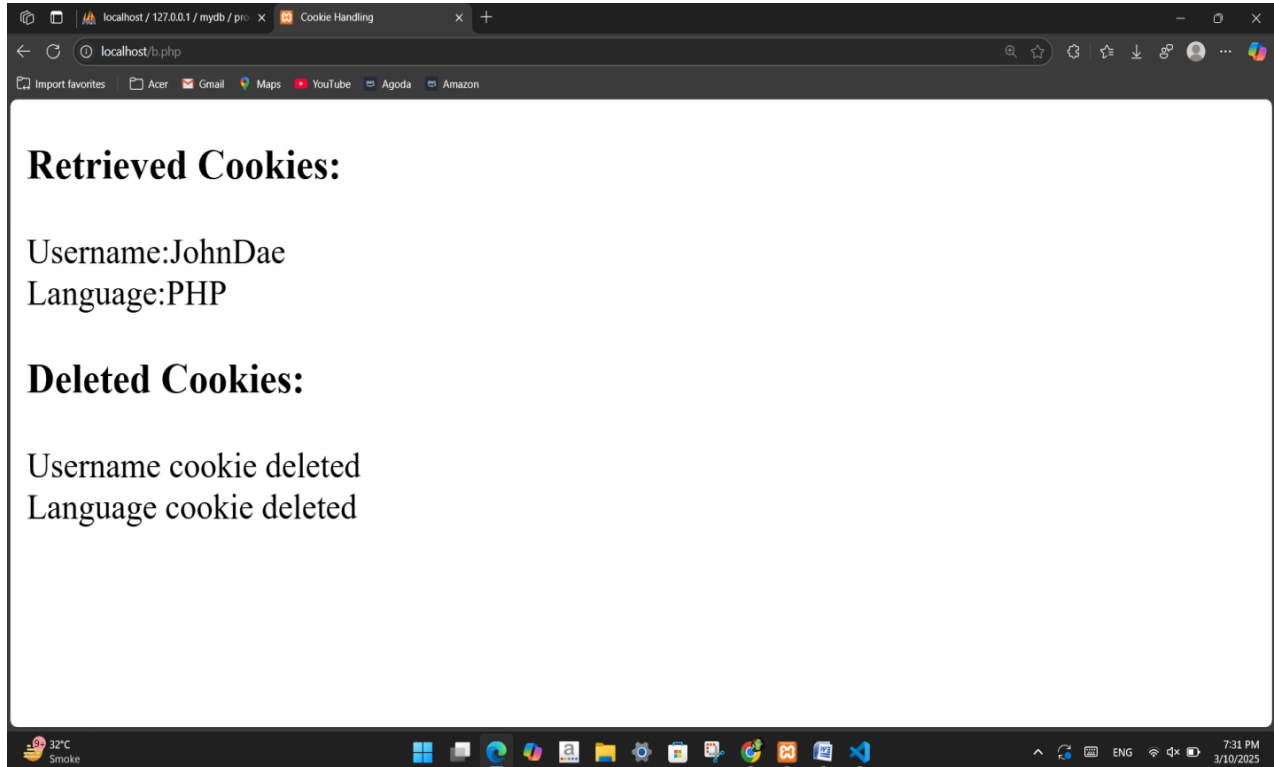 localhost / 127.0.0.1 / mydb / pro
Cookie Handling
localhost/b.php
Import favorites Acer Gmail Maps YouTube Agoda Amazon
Retrieved Cookies:
Username:JohnDae
Language:PHP
Deleted Cookies:
Username cookie deleted
Language cookie deleted
9+
32°C
Smoke
a
ENG
7:31 PM
3/10/2025